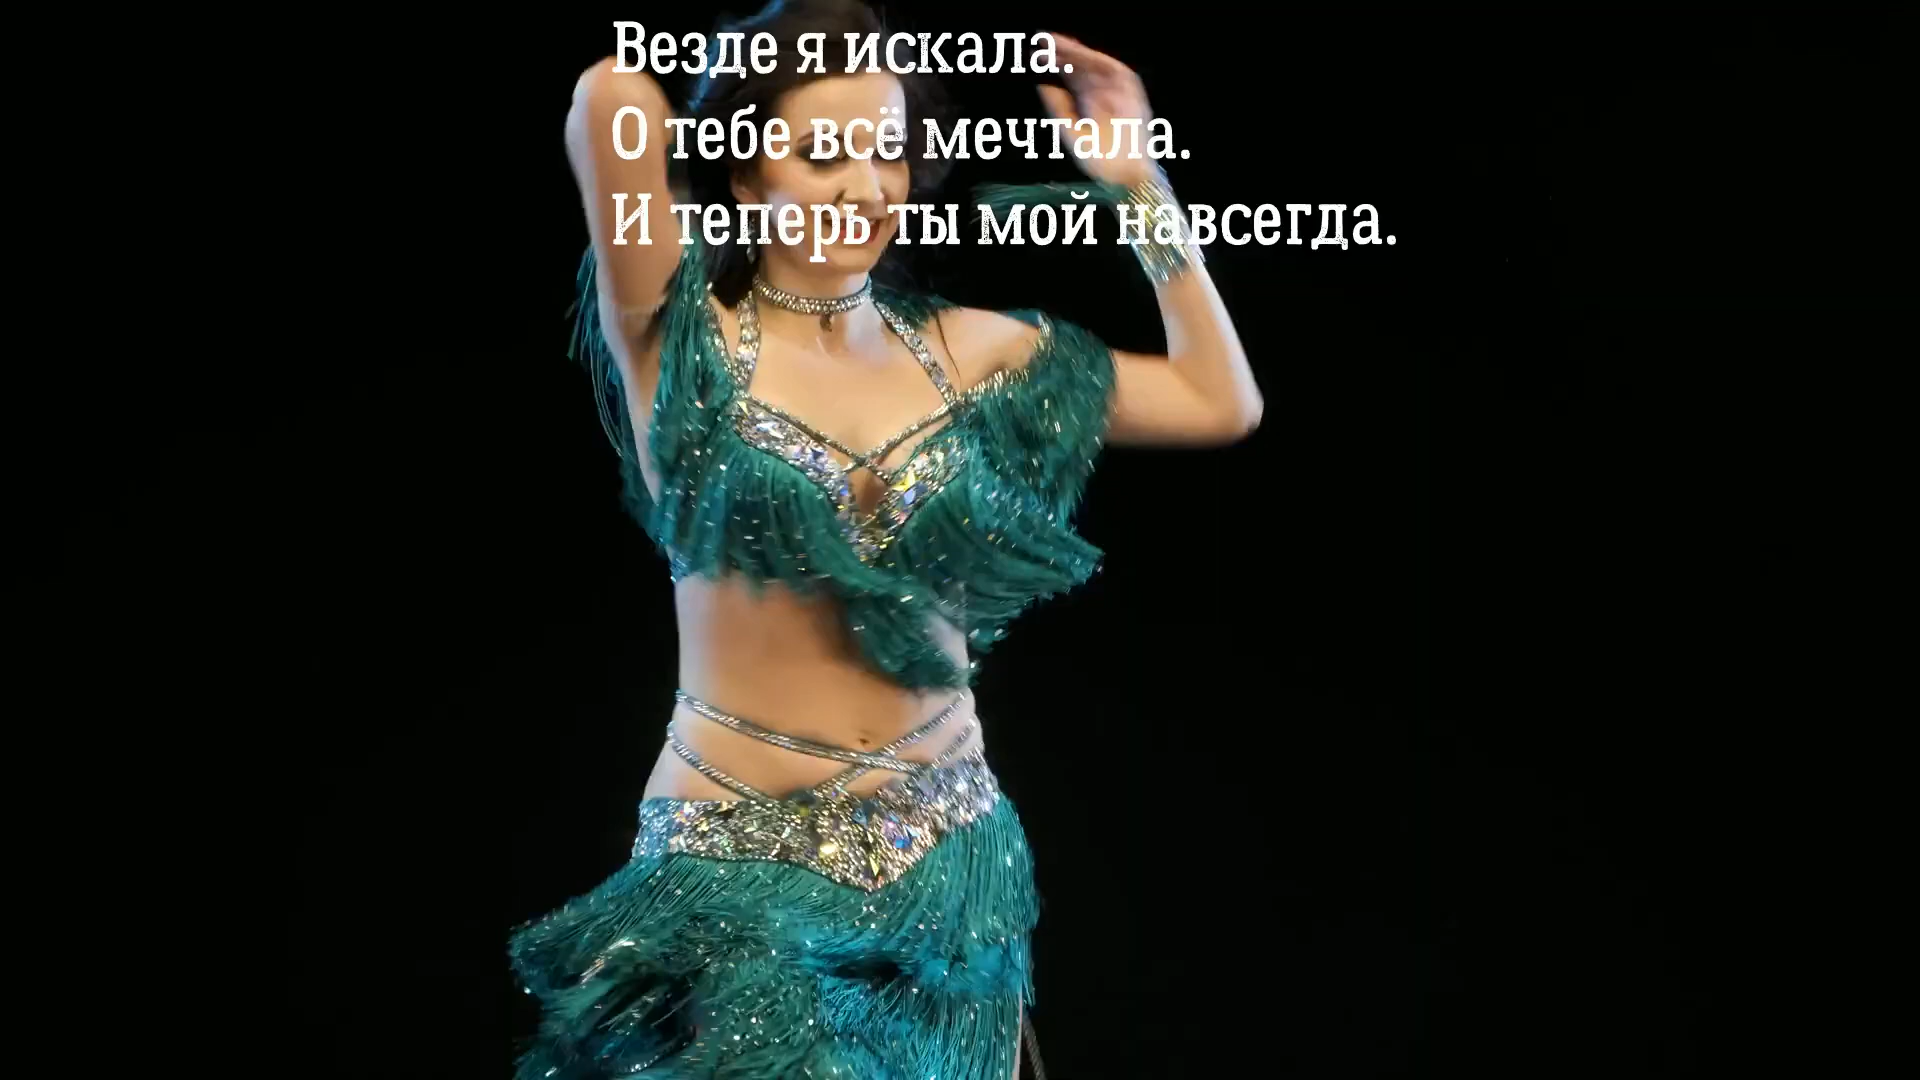 Везде я искала.
О тебе всё мечтала.
И теперь ты мой навсегда.